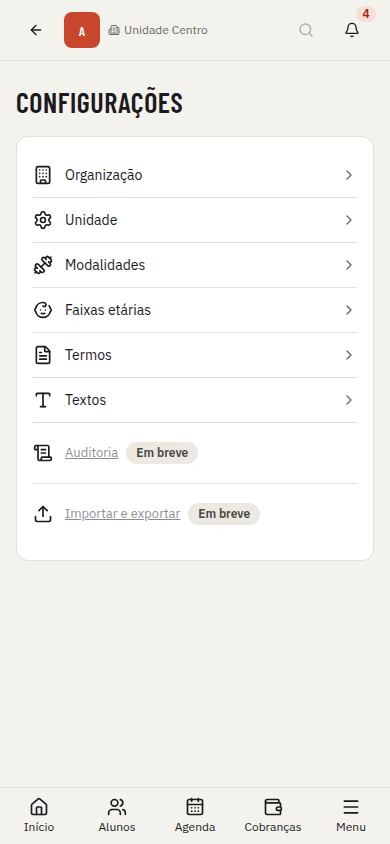 A
Unidade Centro
4
CONFIGURAÇÕES
Organização
Unidade
Modalidades
Faixas etárias
Termos
Textos
Auditoria Em breve
Importar e exportar Em breve
Início Alunos Agenda Cobranças Menu